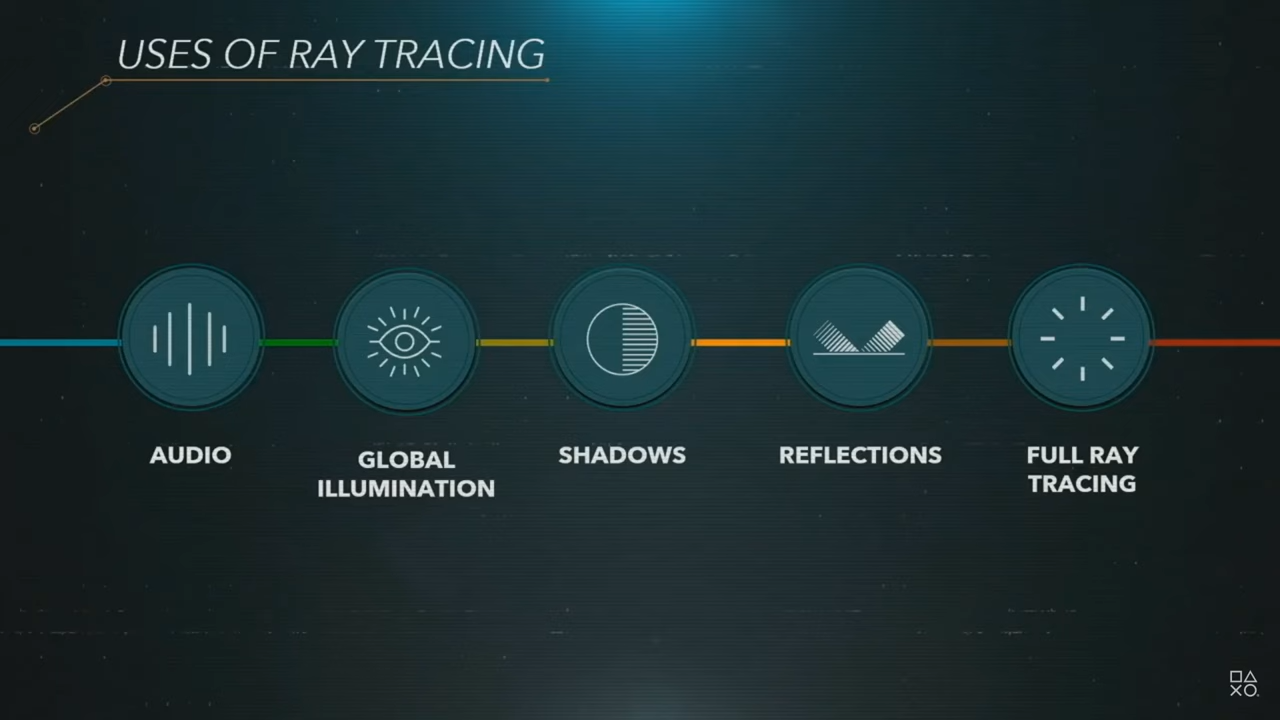 USES OF RAY TRACING
AUDIO
GLOBAL
ILLUMINATION
SHADOWS
REFLECTIONS
FULL RAY
TRACING